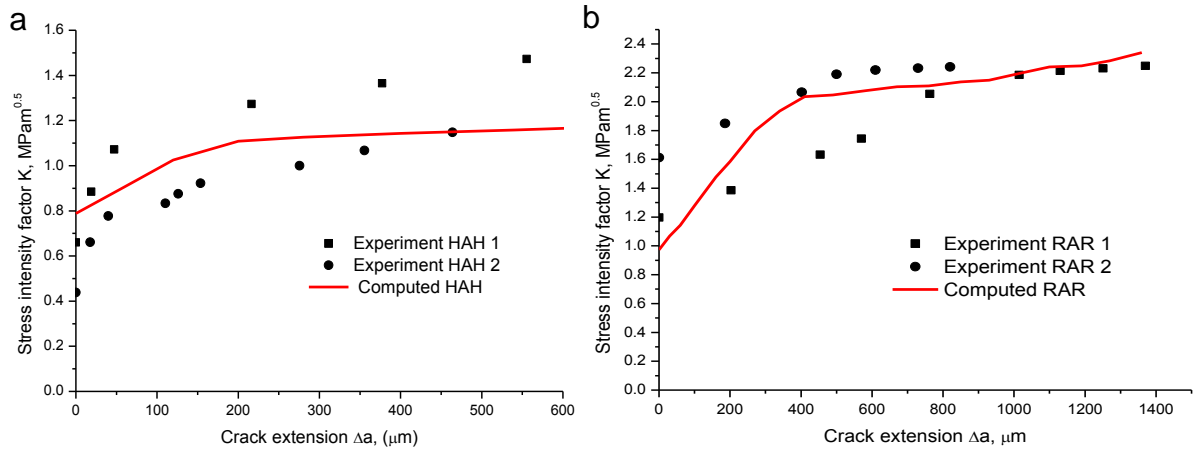 a
1.6
1.4
1.2
1.0
0.8
0.6
0.4
0.2
0.0
Stress intensity factor K, MPam^0.5
Experiment HAH 1
Experiment HAH 2
Computed HAH
0 100 200 300 400 500 600
Crack extension Δa, (μm)
b
2.4
2.2
2.0
1.8
1.6
1.4
1.2
1.0
0.8
0.6
0.4
0.2
0.0
Stress intensity factor K, MPam^0.5
Experiment RAR 1
Experiment RAR 2
Computed RAR
0 200 400 600 800 1000 1200 1400
Crack extension Δa, μm